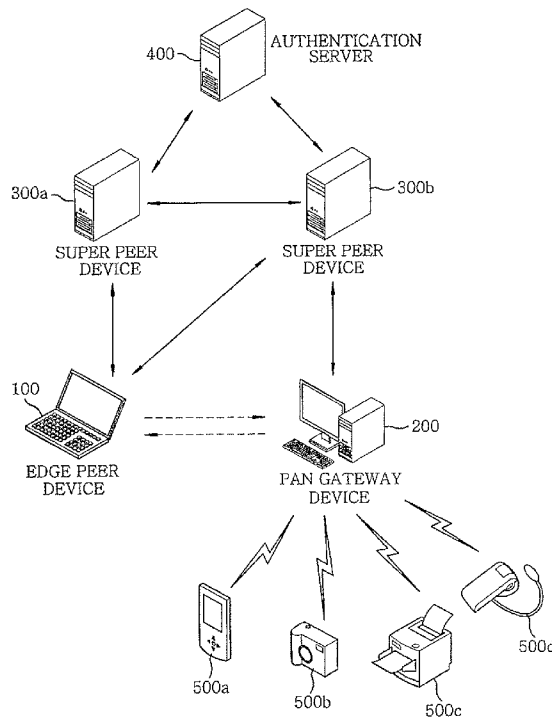 400
AUTHENTICATION
SERVER
300a
300b
SUPER PEER
DEVICE
SUPER PEER
DEVICE
100
200
EDGE PEER
DEVICE
PAN GATEWAY
DEVICE
500a
500b
500c
500d